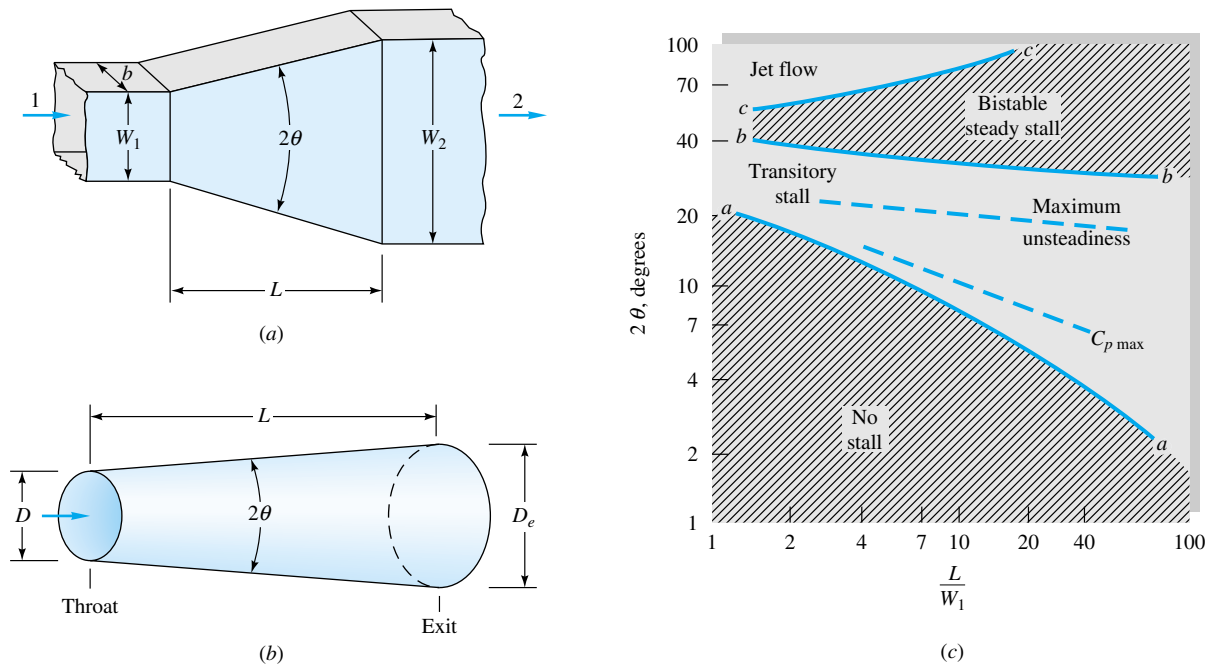 b
1
W₁
2θ
W₂
2
L
(a)
L
D
2θ
Dₑ
Throat
Exit
(b)
100
70
40
20
10
7
4
2
1
2 θ, degrees
Jet flow
c
c
Bistable
steady stall
b
b
Transitory
stall
Maximum
unsteadiness
a
Cₚ max
No
stall
a
1
2
4
7
10
20
40
100
L
W₁
(c)